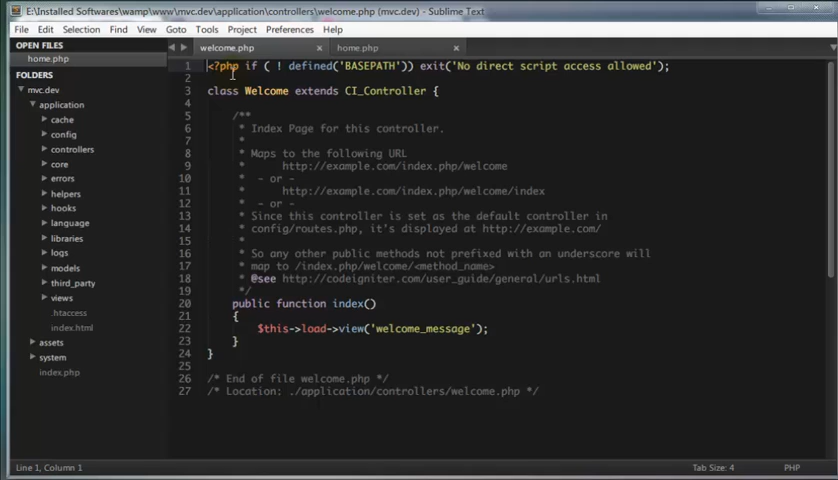 E:\Installed Softwares\wamp\www\mvc.dev\application\controllers\welcome.php (mvc.dev) - Sublime Text
File Edit Selection Find View Goto Tools Project Preferences Help
OPEN FILES
home.php
FOLDERS
mvc.dev
application
cache
config
controllers
core
errors
helpers
hooks
language
libraries
logs
models
third_party
views
.htaccess
index.html
assets
system
index.php
welcome.php × home.php ×
1 <?php if ( ! defined('BASEPATH')) exit('No direct script access allowed');
2
3 class Welcome extends CI_Controller {
4
5 /**
6 * Index Page for this controller.
7 *
8 * Maps to the following URL
9 * http://example.com/index.php/welcome
10 * - or -
11 * http://example.com/index.php/welcome/index
12 * - or -
13 * Since this controller is set as the default controller in
14 * config/routes.php, it's displayed at http://example.com/
15 *
16 * So any other public methods not prefixed with an underscore will
17 * map to /index.php/welcome/<method_name>
18 * @see http://codeigniter.com/user_guide/general/urls.html
19 */
20 public function index()
21 {
22 $this->load->view('welcome_message');
23 }
24 }
25
26 /* End of file welcome.php */
27 /* Location: ./application/controllers/welcome.php */
Line 1, Column 1 Tab Size: 4 PHP